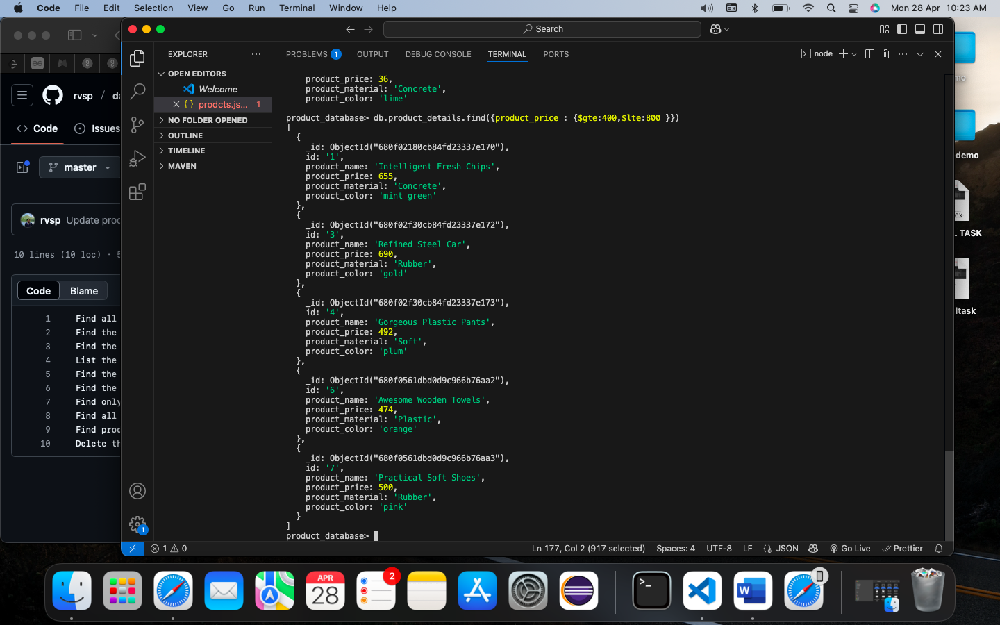 Code File Edit Selection View Go Run Terminal Window Help Mon 28 Apr 10:23 AM
Search
rvsp /
Code Issues
master
rvsp Update
10 lines (10 loc) ·
Code Blame
1 Find all
2 Find the
3 Find the
4 List the
5 Find the
6 Find the
7 Find only
8 Find all
9 Find
10 Delete
EXPLORER ···
OPEN EDITORS
Welcome
{ } prodcts.js... 1
NO FOLDER OPENED
OUTLINE
TIMELINE
MAVEN
1
PROBLEMS 1 OUTPUT DEBUG CONSOLE TERMINAL PORTS node
product_price: 36,
product_material: 'Concrete',
product_color: 'lime'
product_database> db.product_details.find({product_price : {$gte:400,$lte:800 }})
[
{
_id: ObjectId("680f02180cb84fd23337e170"),
id: '1',
product_name: 'Intelligent Fresh Chips',
product_price: 655,
product_material: 'Concrete',
product_color: 'mint green'
},
{
_id: ObjectId("680f02f30cb84fd23337e172"),
id: '3',
product_name: 'Refined Steel Car',
product_price: 690,
product_material: 'Rubber',
product_color: 'gold'
},
{
_id: ObjectId("680f02f30cb84fd23337e173"),
id: '4',
product_name: 'Gorgeous Plastic Pants',
product_price: 492,
product_material: 'Soft',
product_color: 'plum'
},
{
_id: ObjectId("680f0561dbd0d9c966b76aa2"),
id: '6',
product_name: 'Awesome Wooden Towels',
product_price: 474,
product_material: 'Plastic',
product_color: 'orange'
},
{
_id: ObjectId("680f0561dbd0d9c966b76aa3"),
id: '7',
product_name: 'Practical Soft Shoes',
product_price: 500,
product_material: 'Rubber',
product_color: 'pink'
}
]
product_database>
1 0 Ln 177, Col 2 (917 selected) Spaces: 4 UTF-8 LF {} JSON Go Live Prettier
mo
demo
TASK
ltask
APR
28
2
>_
W